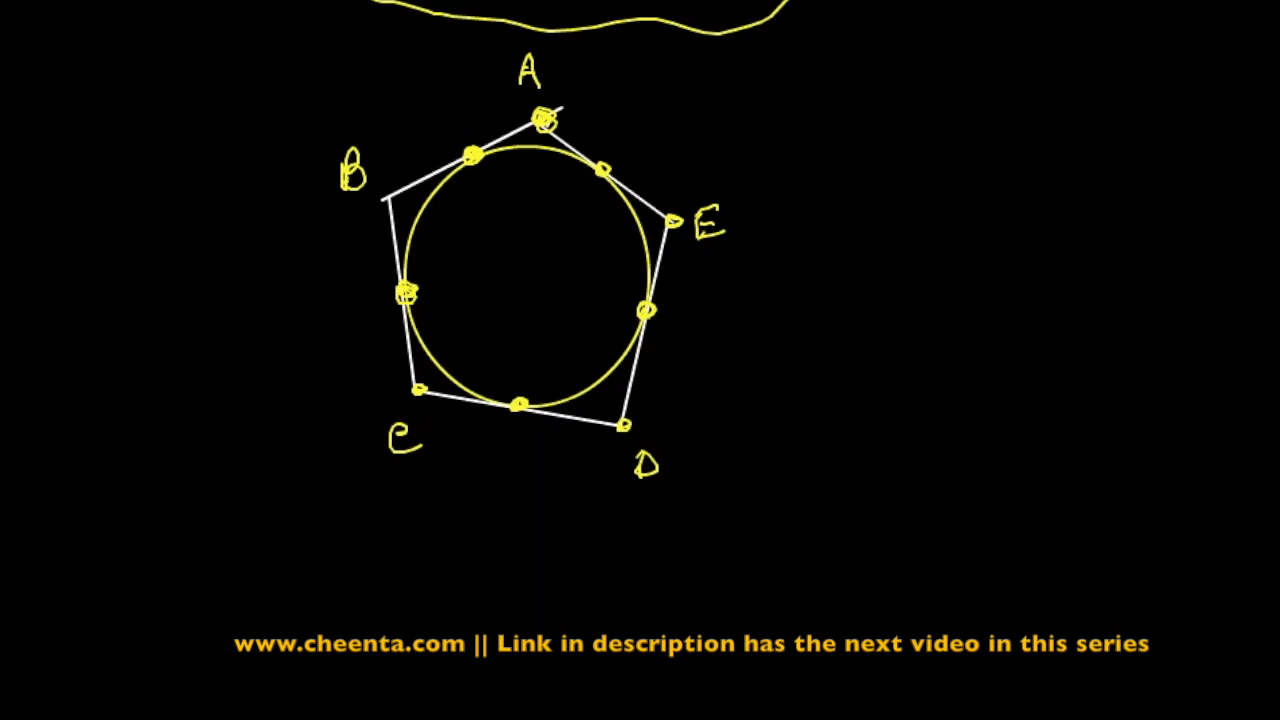 A
B
E
C
D
www.cheenta.com || Link in description has the next video in this series